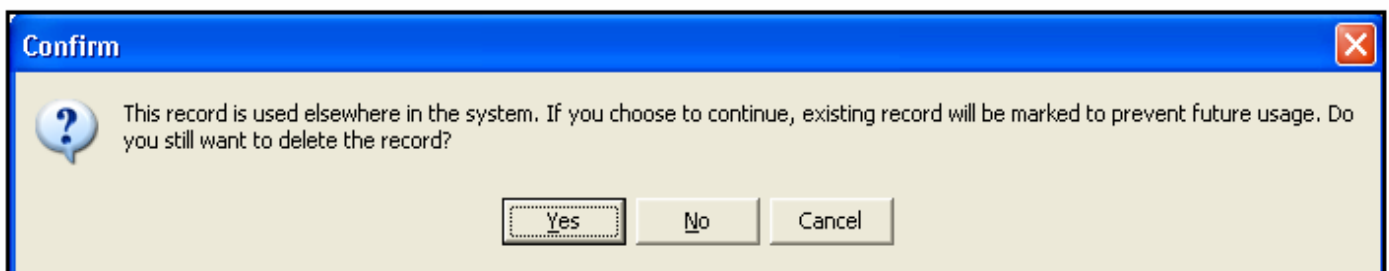 Confirm
This record is used elsewhere in the system. If you choose to continue, existing record will be marked to prevent future usage. Do
you still want to delete the record?
Yes No Cancel